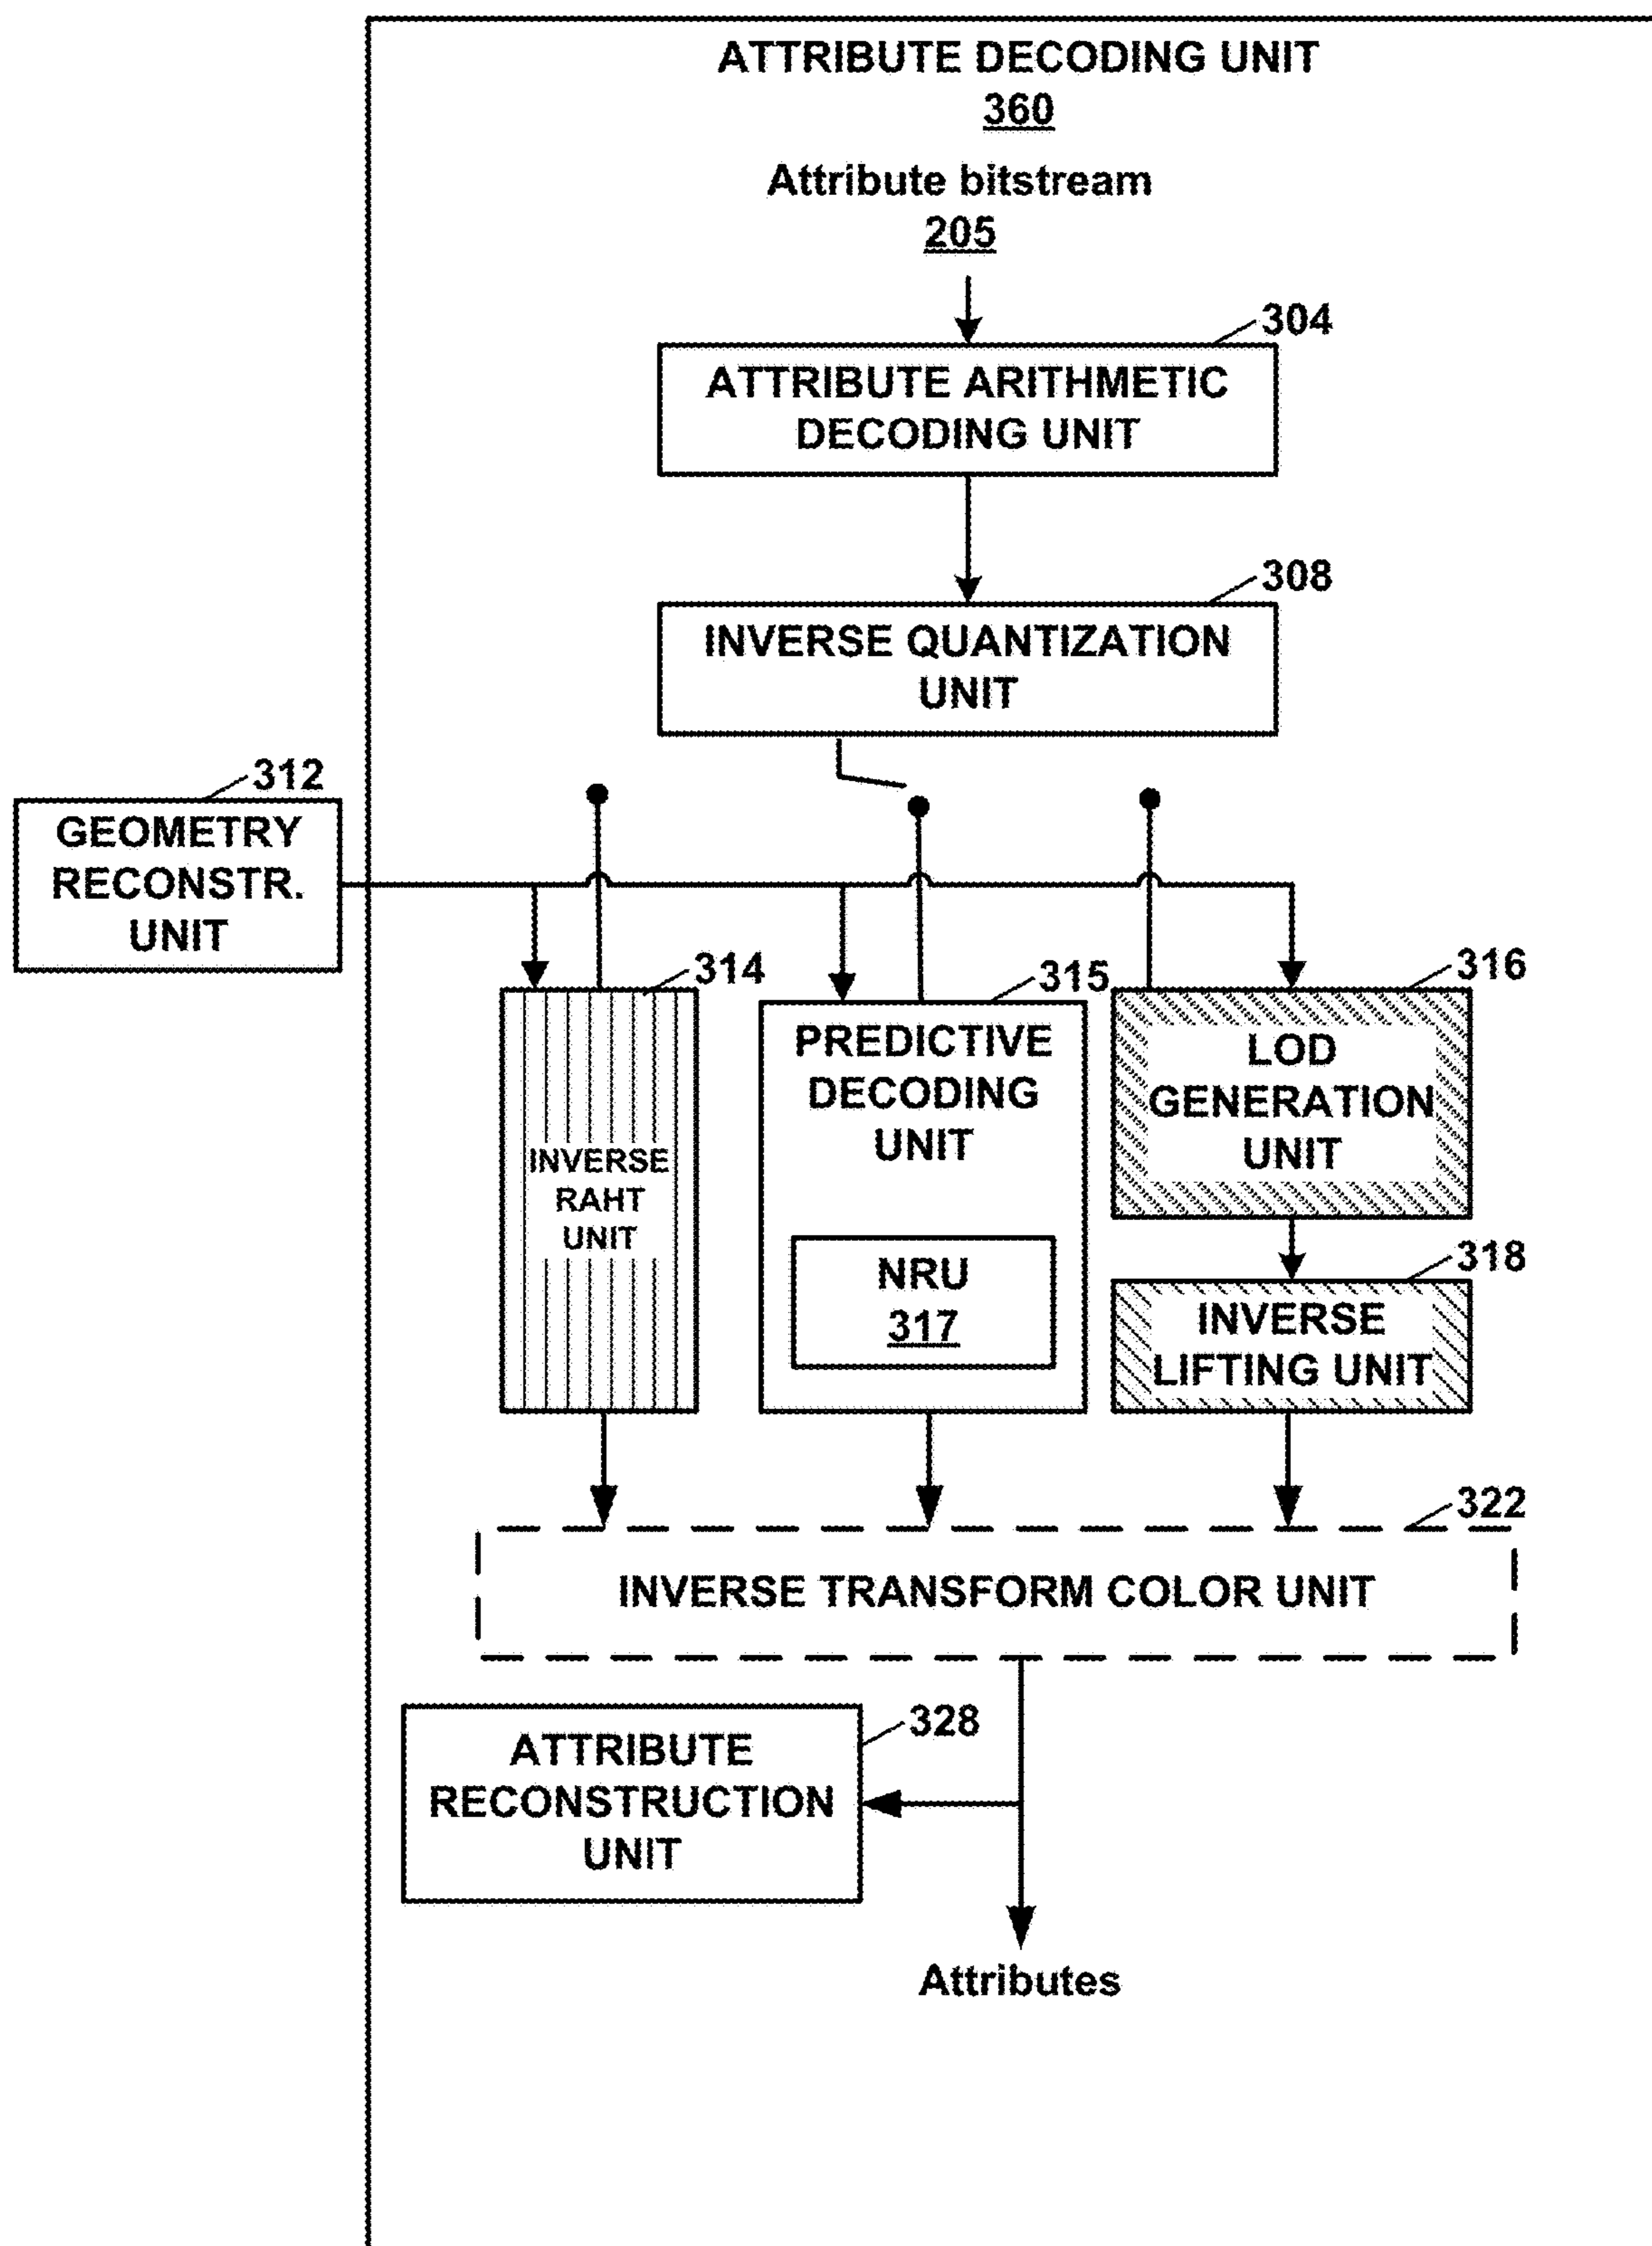 ATTRIBUTE DECODING UNIT
360
Attribute bitstream
205
304
ATTRIBUTE ARITHMETIC
DECODING UNIT
308
INVERSE QUANTIZATION
UNIT
312
GEOMETRY
RECONSTR.
UNIT
314
INVERSE
RAHT
UNIT
315
PREDICTIVE
DECODING
UNIT
NRU
317
316
LOD
GENERATION
UNIT
318
INVERSE
LIFTING UNIT
322
INVERSE TRANSFORM COLOR UNIT
328
ATTRIBUTE
RECONSTRUCTION
UNIT
Attributes